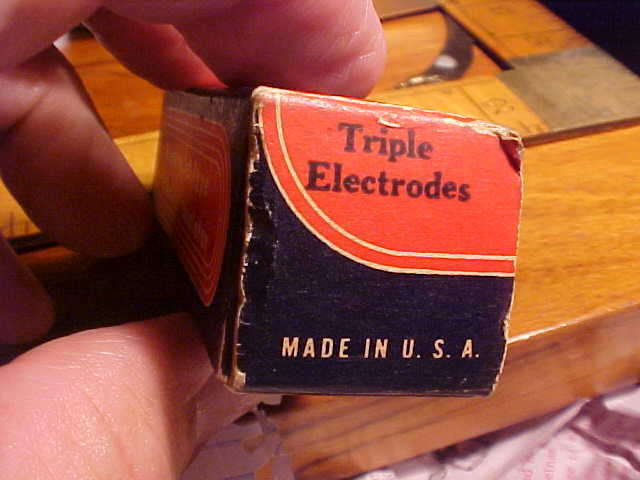 Triple
Electrodes
MADE IN U. S. A.